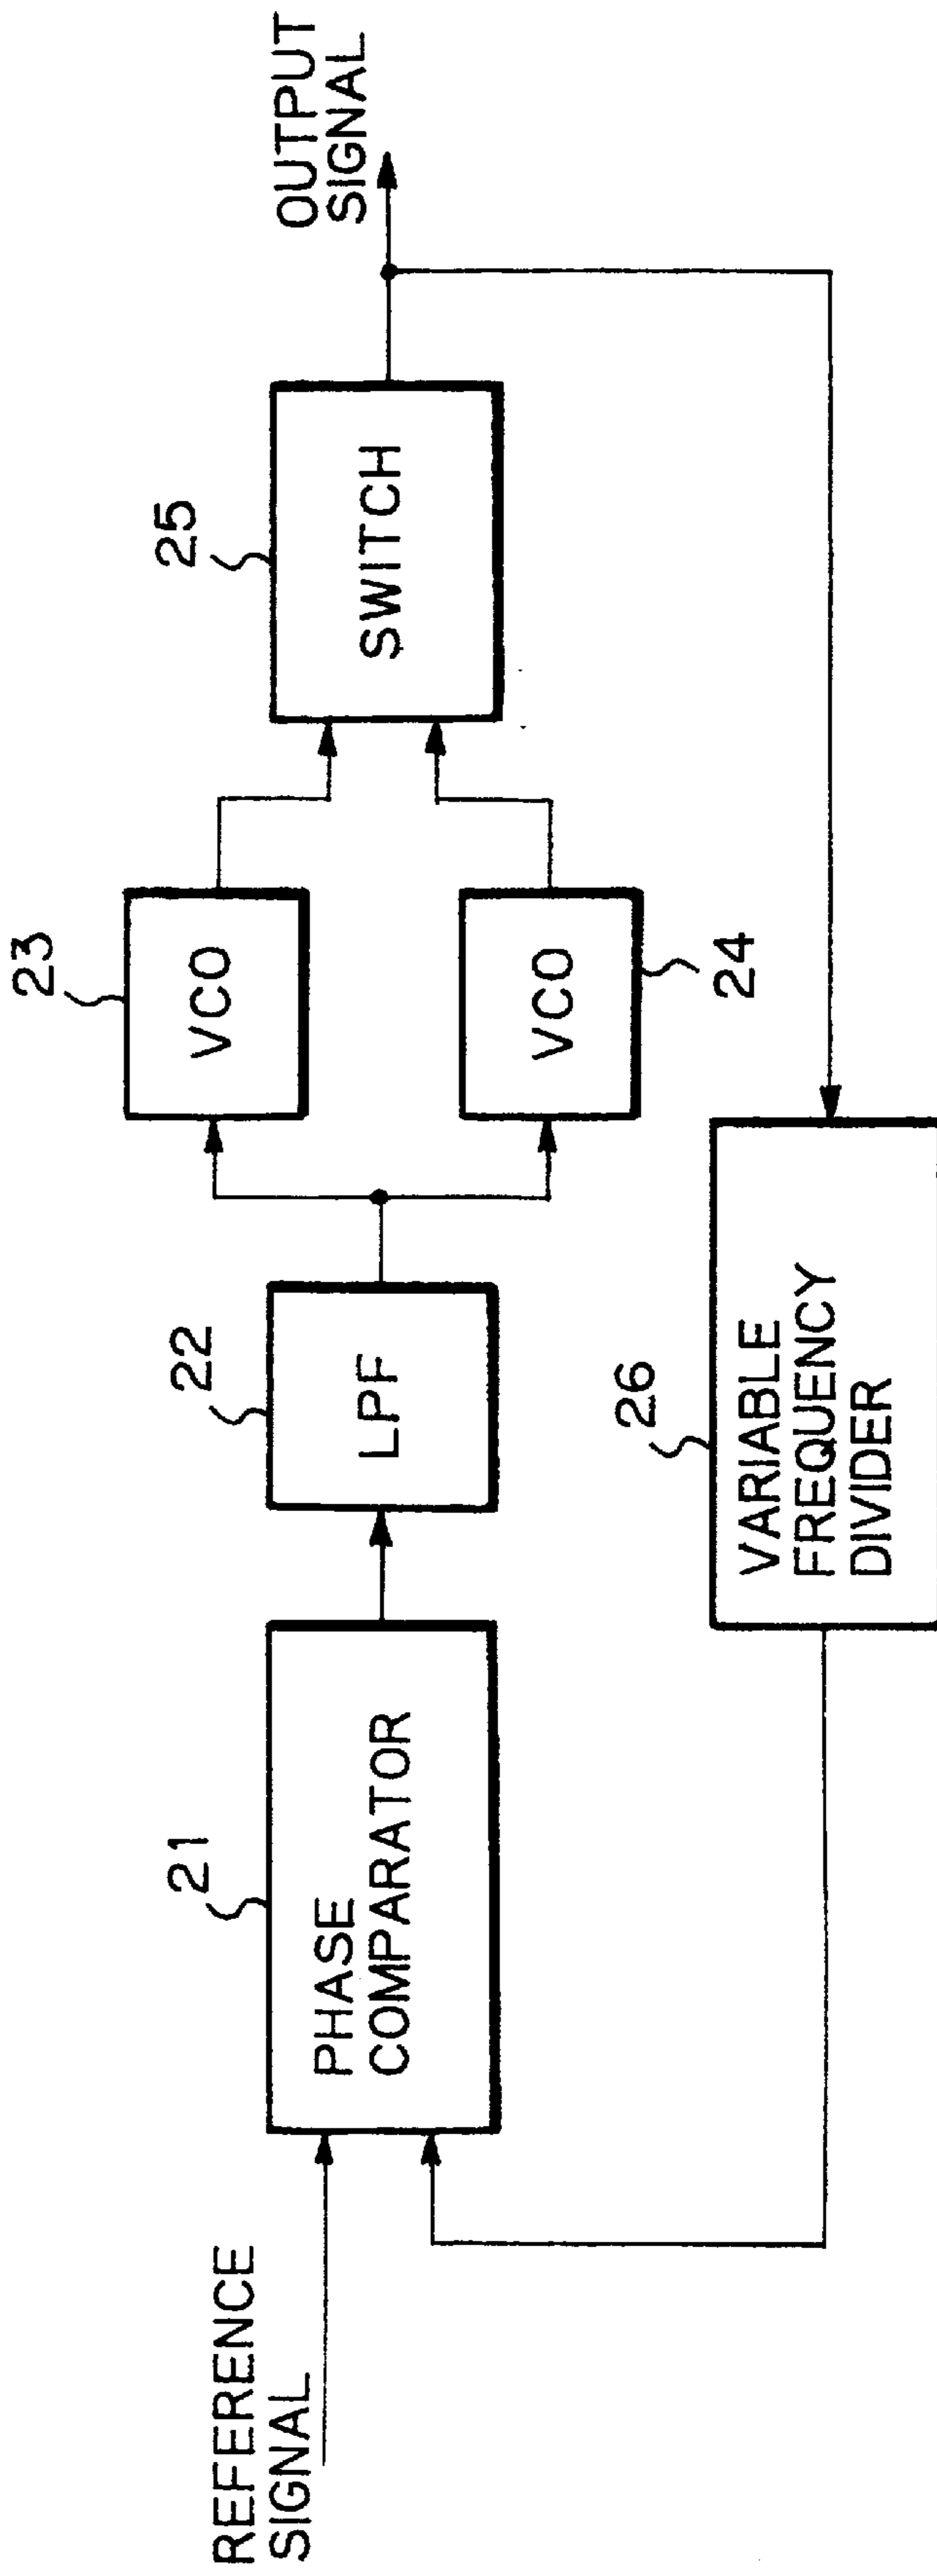 REFERENCE
SIGNAL
21
PHASE
COMPARATOR
22
LPF
23
VCO
VCO
24
25
SWITCH
OUTPUT
SIGNAL
26
VARIABLE
FREQUENCY
DIVIDER